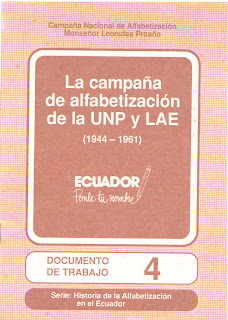 Campaña Nacional de Alfabetización
Monseñor Leonidas Proaño
La campaña
de alfabetización
de la UNP y LAE
(1944 – 1961)
ECUADOR
Ponle tu nombre
DOCUMENTO
DE TRABAJO
4
Serie: Historia de la Alfabetización
en el Ecuador